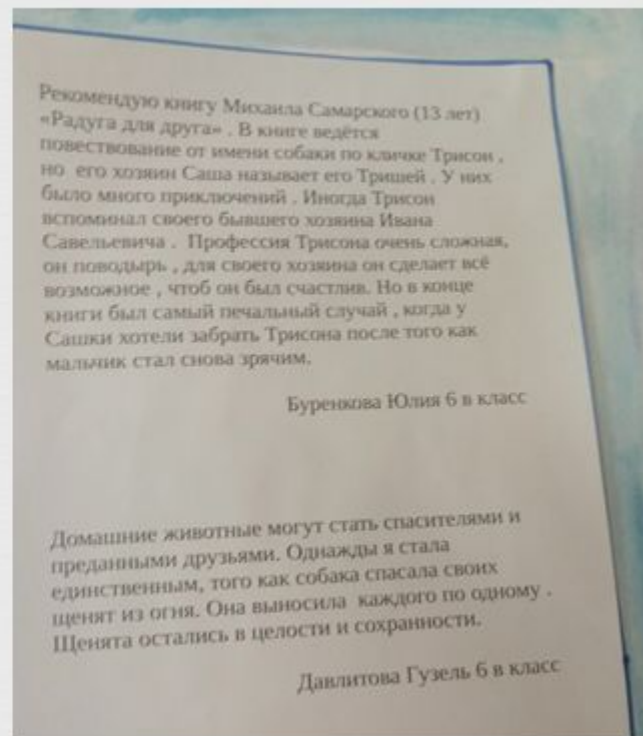 Рекомендую книгу Михаила Самарского (13 лет)
«Радуга для друга» . В книге ведётся
повествование от имени собаки по кличке Трисон ,
но его хозяин Саша называет его Тришей . У них
было много приключений . Иногда Трисон
вспоминал своего бывшего хозяина Ивана
Савельевича . Профессия Трисона очень сложная,
он поводырь , для своего хозяина он сделает всё
возможное , чтоб он был счастлив. Но в конце
книги был самый печальный случай , когда у
Сашки хотели забрать Трисона после того как
мальчик стал снова зрячим.
Буренкова Юлия 6 в класс
Домашние животные могут стать спасителями и
преданными друзьями. Однажды я стала
единственным, того как собака спасала своих
щенят из огня. Она выносила каждого по одному .
Щенята остались в целости и сохранности.
Давлитова Гузель 6 в класс